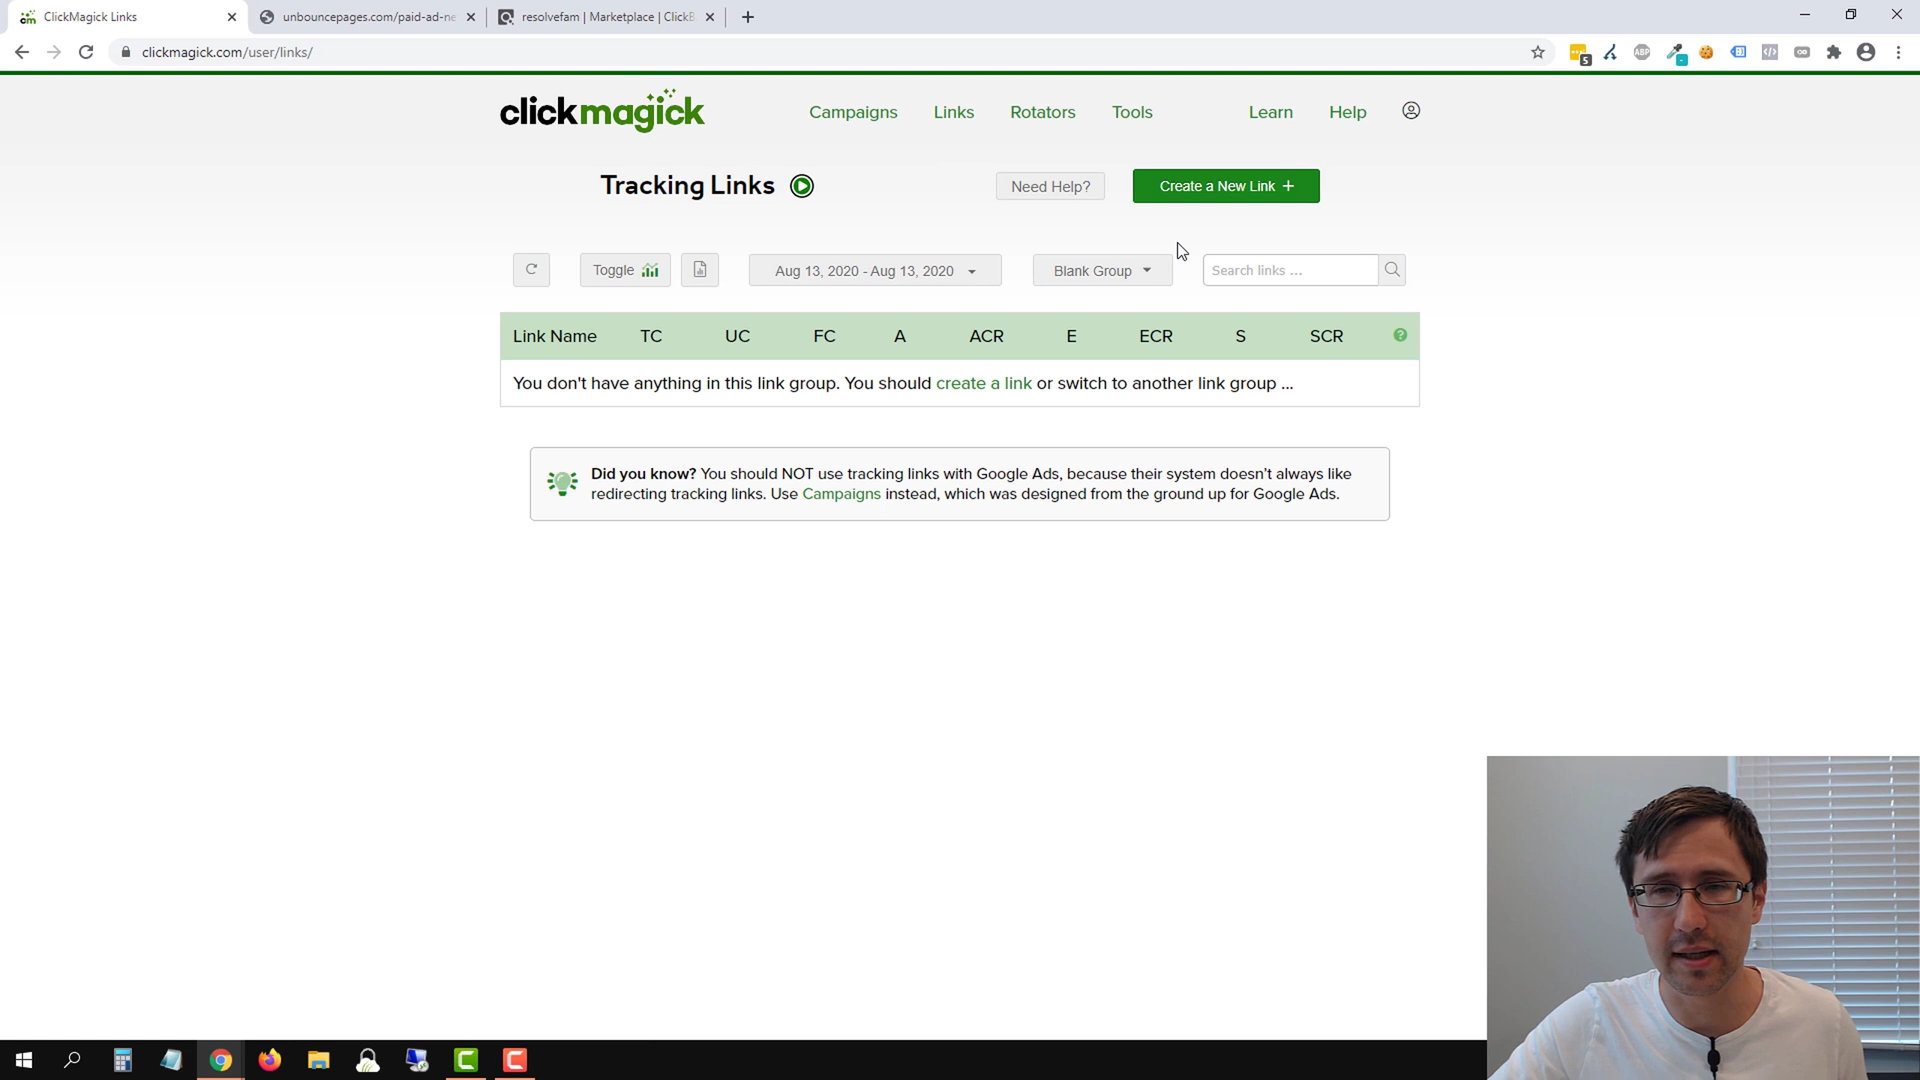 ClickMagick Links
unbouncepages.com/paid-ad-ne
resolvefam | Marketplace | ClickB
clickmagick.com/user/links/
5
ABP
clickmagick
Campaigns
Links
Rotators
Tools
Learn
Help
Tracking Links
Need Help?
Create a New Link +
Toggle
Aug 13, 2020 - Aug 13, 2020
Blank Group
Search links ...
Link Name TC UC FC A ACR E ECR S SCR ?
You don't have anything in this link group. You should create a link or switch to another link group ...
Did you know? You should NOT use tracking links with Google Ads, because their system doesn’t always like
redirecting tracking links. Use Campaigns instead, which was designed from the ground up for Google Ads.